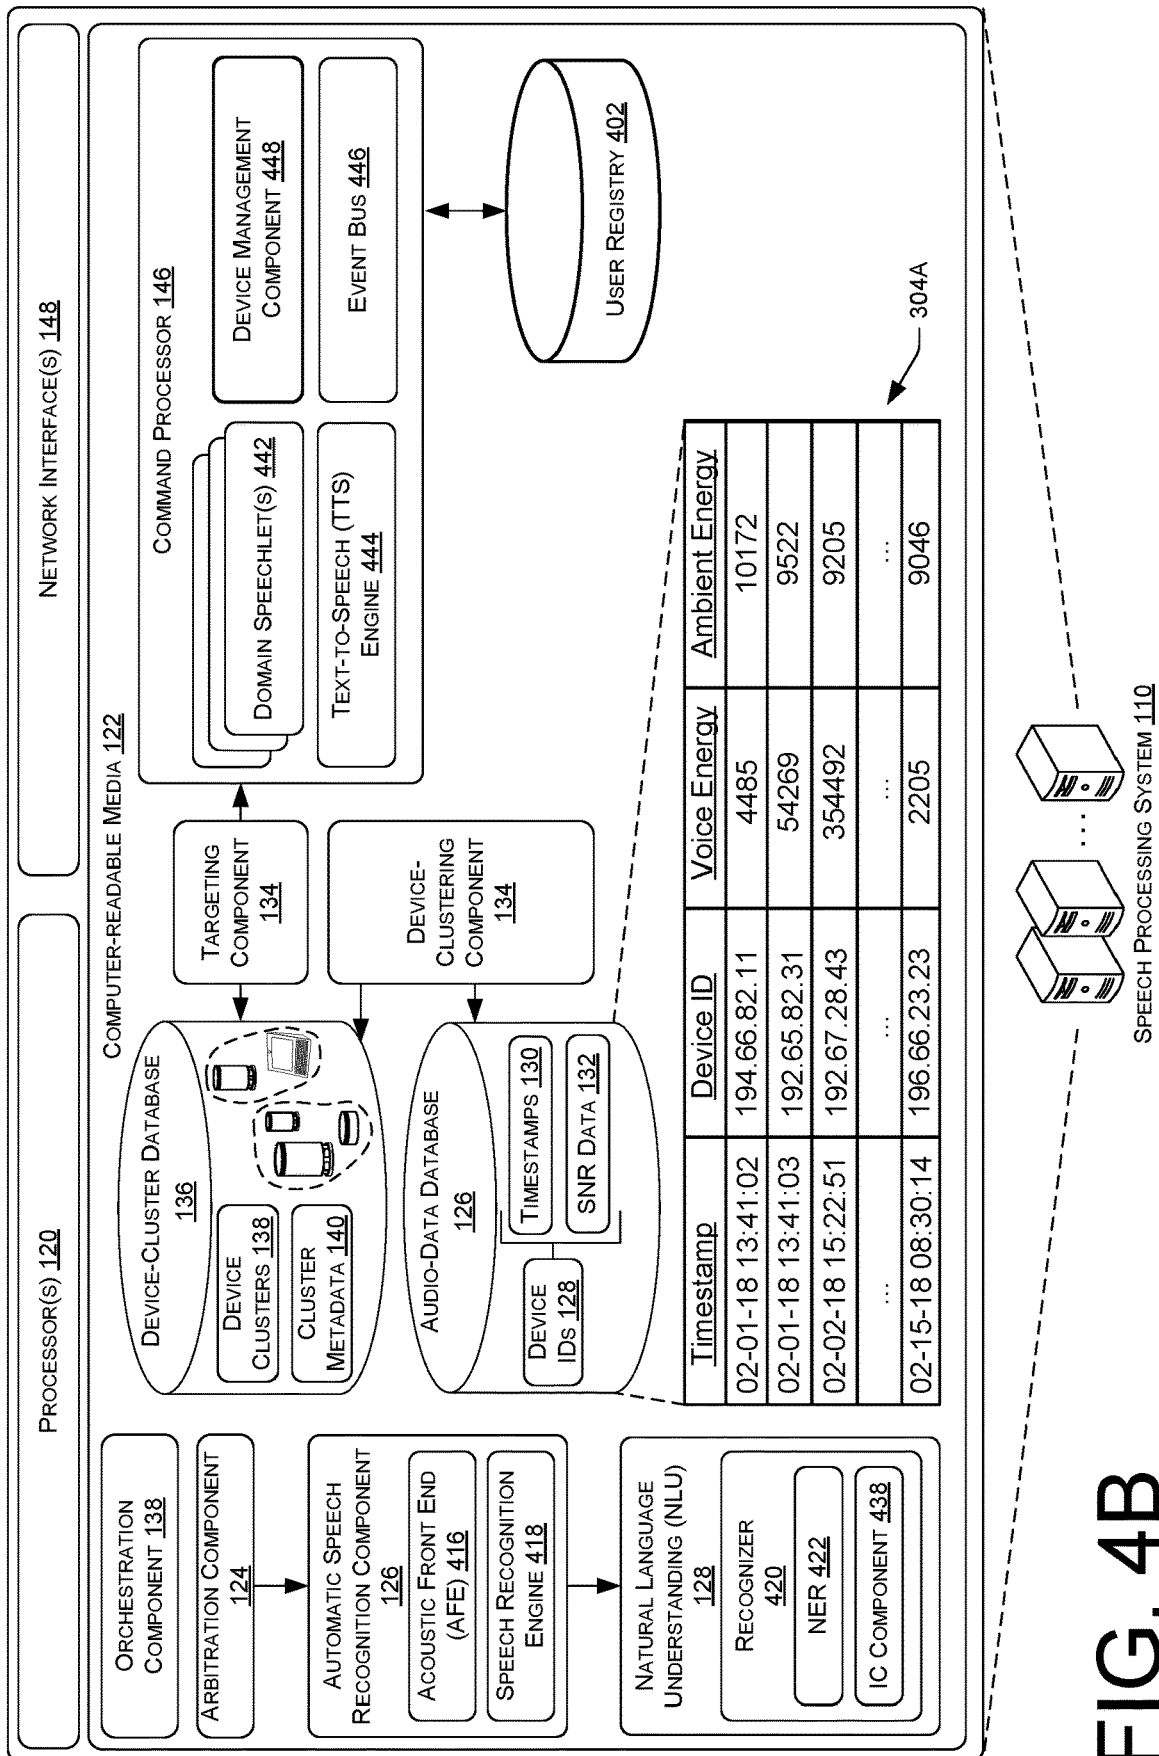 PROCESSOR(S) 120
NETWORK INTERFACE(S) 148
COMPUTER-READABLE MEDIA 122
ORCHESTRATION
COMPONENT 138
ARBITRATION COMPONENT
124
AUTOMATIC SPEECH
RECOGNITION COMPONENT
126
ACOUSTIC FRONT END
(AFE) 416
SPEECH RECOGNITION
ENGINE 418
NATURAL LANGUAGE
UNDERSTANDING (NLU)
128
RECOGNIZER
420
NER 422
IC COMPONENT 438
DEVICE-CLUSTER DATABASE
136
DEVICE
CLUSTERS 138
CLUSTER
METADATA 140
AUDIO-DATA DATABASE
126
DEVICE
IDS 128
TIMESTAMPS 130
SNR DATA 132
TARGETING
COMPONENT
134
DEVICE-
CLUSTERING
COMPONENT
134
COMMAND PROCESSOR 146
DOMAIN SPEECHLET(S) 442
DEVICE MANAGEMENT
COMPONENT 448
TEXT-TO-SPEECH (TTS)
ENGINE 444
EVENT BUS 446
USER REGISTRY 402
304A
Timestamp Device ID Voice Energy Ambient Energy
02-01-18 13:41:02 194.66.82.11 4485 10172
02-01-18 13:41:03 192.65.82.31 54269 9522
02-02-18 15:22:51 192.67.28.43 354492 9205
... ... ... ...
02-15-18 08:30:14 196.66.23.23 2205 9046
...
SPEECH PROCESSING SYSTEM 110
FIG. 4B